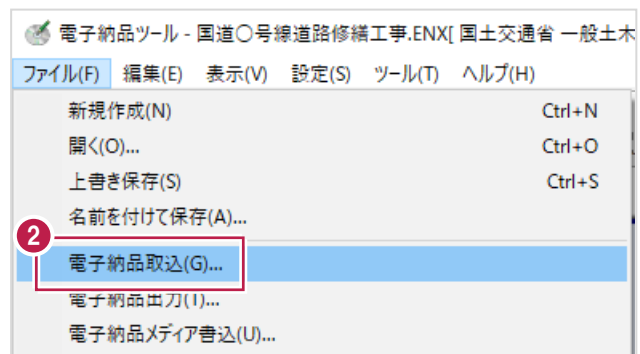 電子納品ツール - 国道〇号線道路修繕工事.ENX[ 国土交通省 一般土木
ファイル(F) 編集(E) 表示(V) 設定(S) ツール(T) ヘルプ(H)
新規作成(N) Ctrl+N
開く(O)... Ctrl+O
上書き保存(S) Ctrl+S
名前を付けて保存(A)...
2
電子納品取込(G)...
電子納品出力(T)...
電子納品メディア書込(U)...